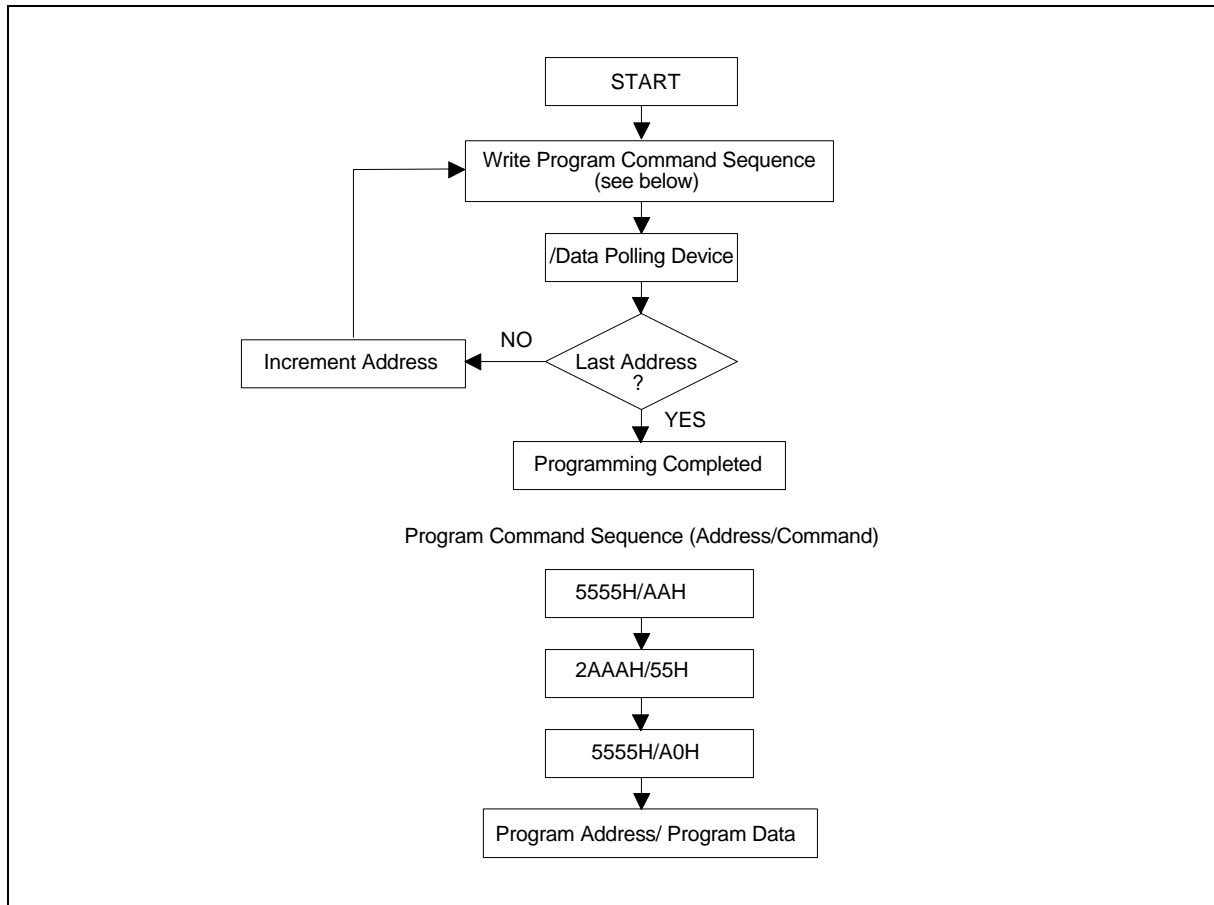 START
Write Program Command Sequence
(see below)
/Data Polling Device
NO
Increment Address
Last Address
?
YES
Programming Completed
Program Command Sequence (Address/Command)
5555H/AAH
2AAAH/55H
5555H/A0H
Program Address/ Program Data